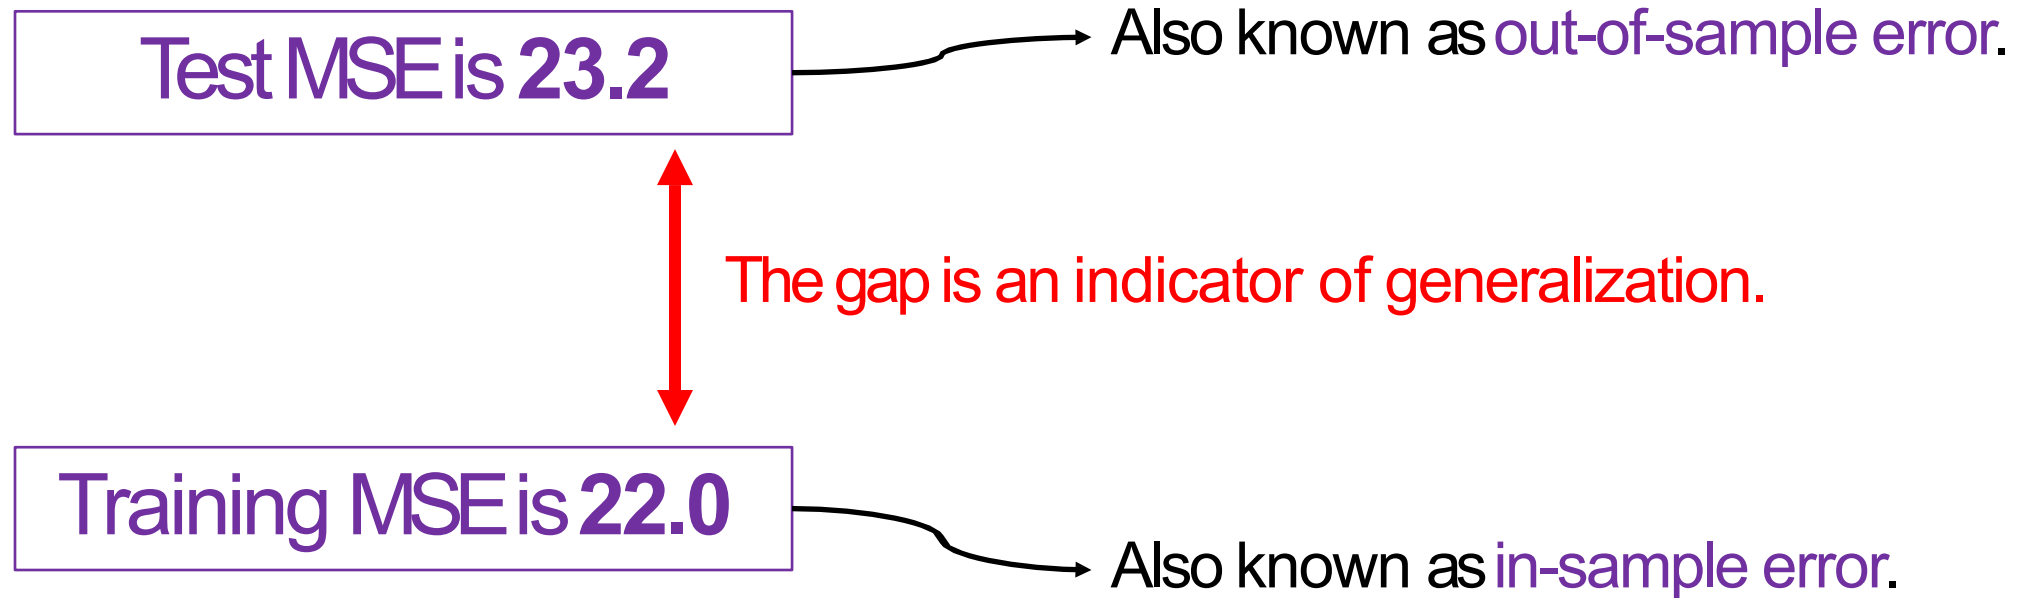 Test MSE is 23.2
Also known as out-of-sample error.
The gap is an indicator of generalization.
Training MSE is 22.0
Also known as in-sample error.